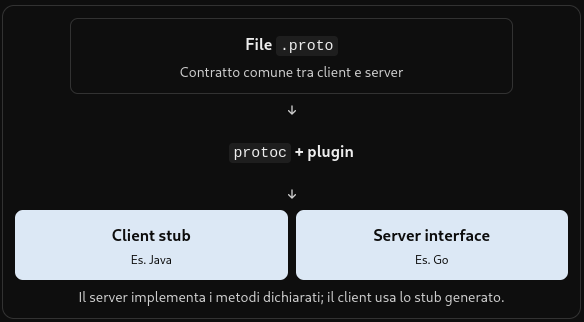 File .proto
Contratto comune tra client e server
↓
protoc + plugin
↓
Client stub
Es. Java
Server interface
Es. Go
Il server implementa i metodi dichiarati; il client usa lo stub generato.